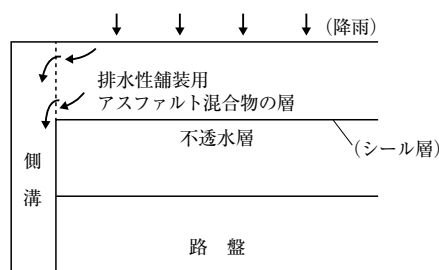 (降雨)
排水性舗装用
アスファルト混合物の層
不透水層
(シール層)
側溝
路盤